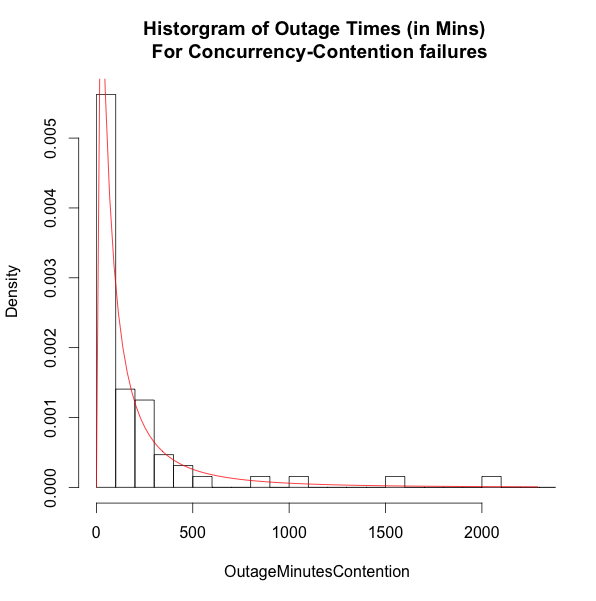 Historgram of Outage Times (in Mins)
For Concurrency-Contention failures
Density
0.005
0.004
0.003
0.002
0.001
0.000
0 500 1000 1500 2000
OutageMinutesContention